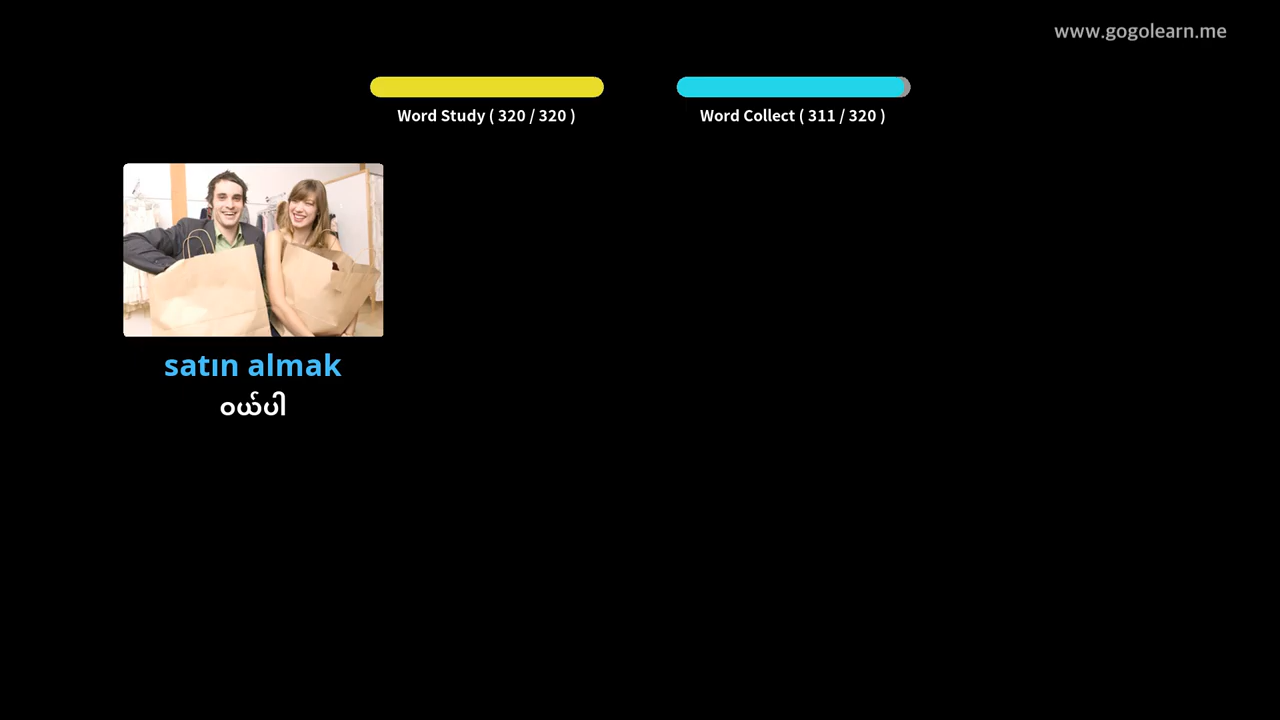 www.gogolearn.me
Word Study ( 320 / 320 )
Word Collect ( 311 / 320 )
satın almak
ဝယ်ပါ